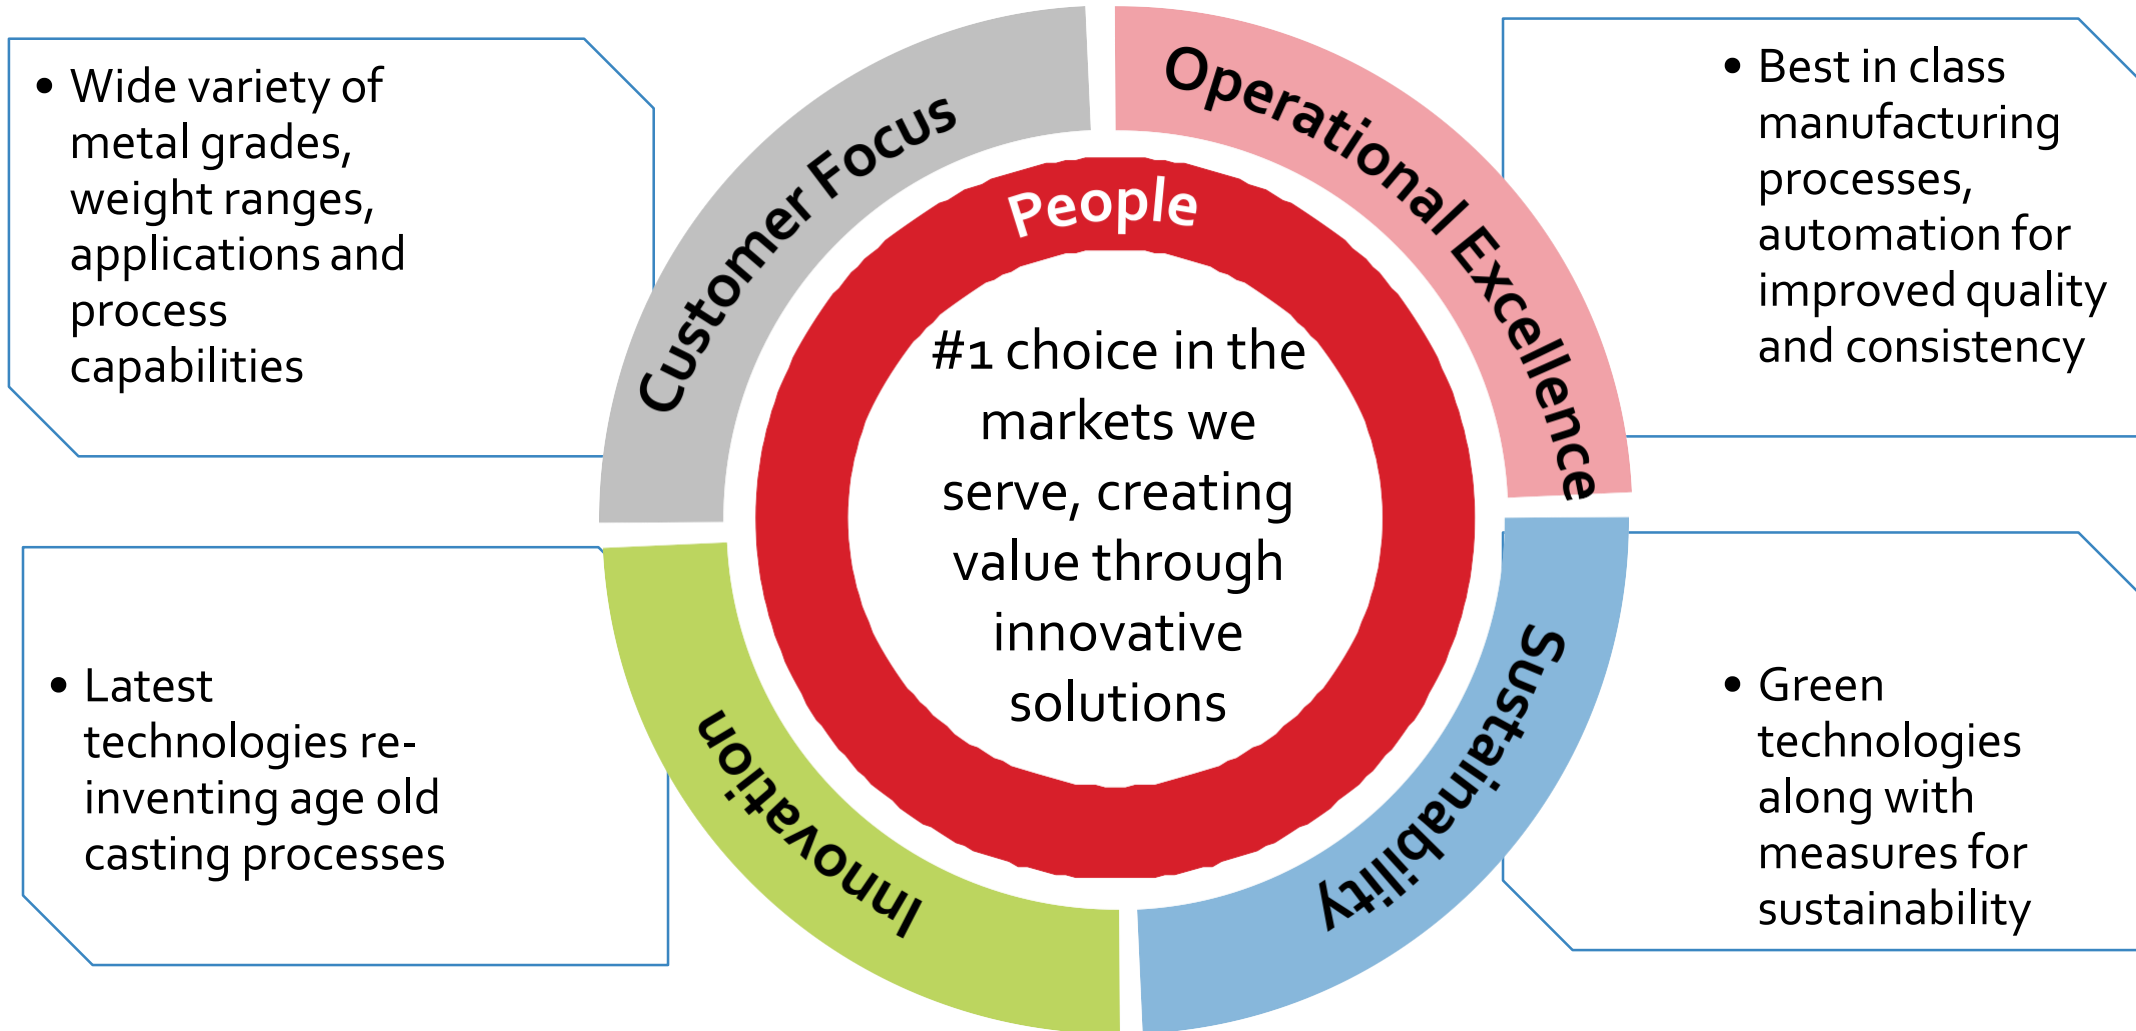 • Wide variety of
metal grades,
weight ranges,
applications and
process
capabilities
Customer Focus
Operational Excellence
• Best in class
manufacturing
processes,
automation for
improved quality
and consistency
People
#1 choice in the
markets we
serve, creating
value through
innovative
solutions
• Latest
technologies re-
inventing age old
casting processes
Innovation
Sustainability
• Green
technologies
along with
measures for
sustainability